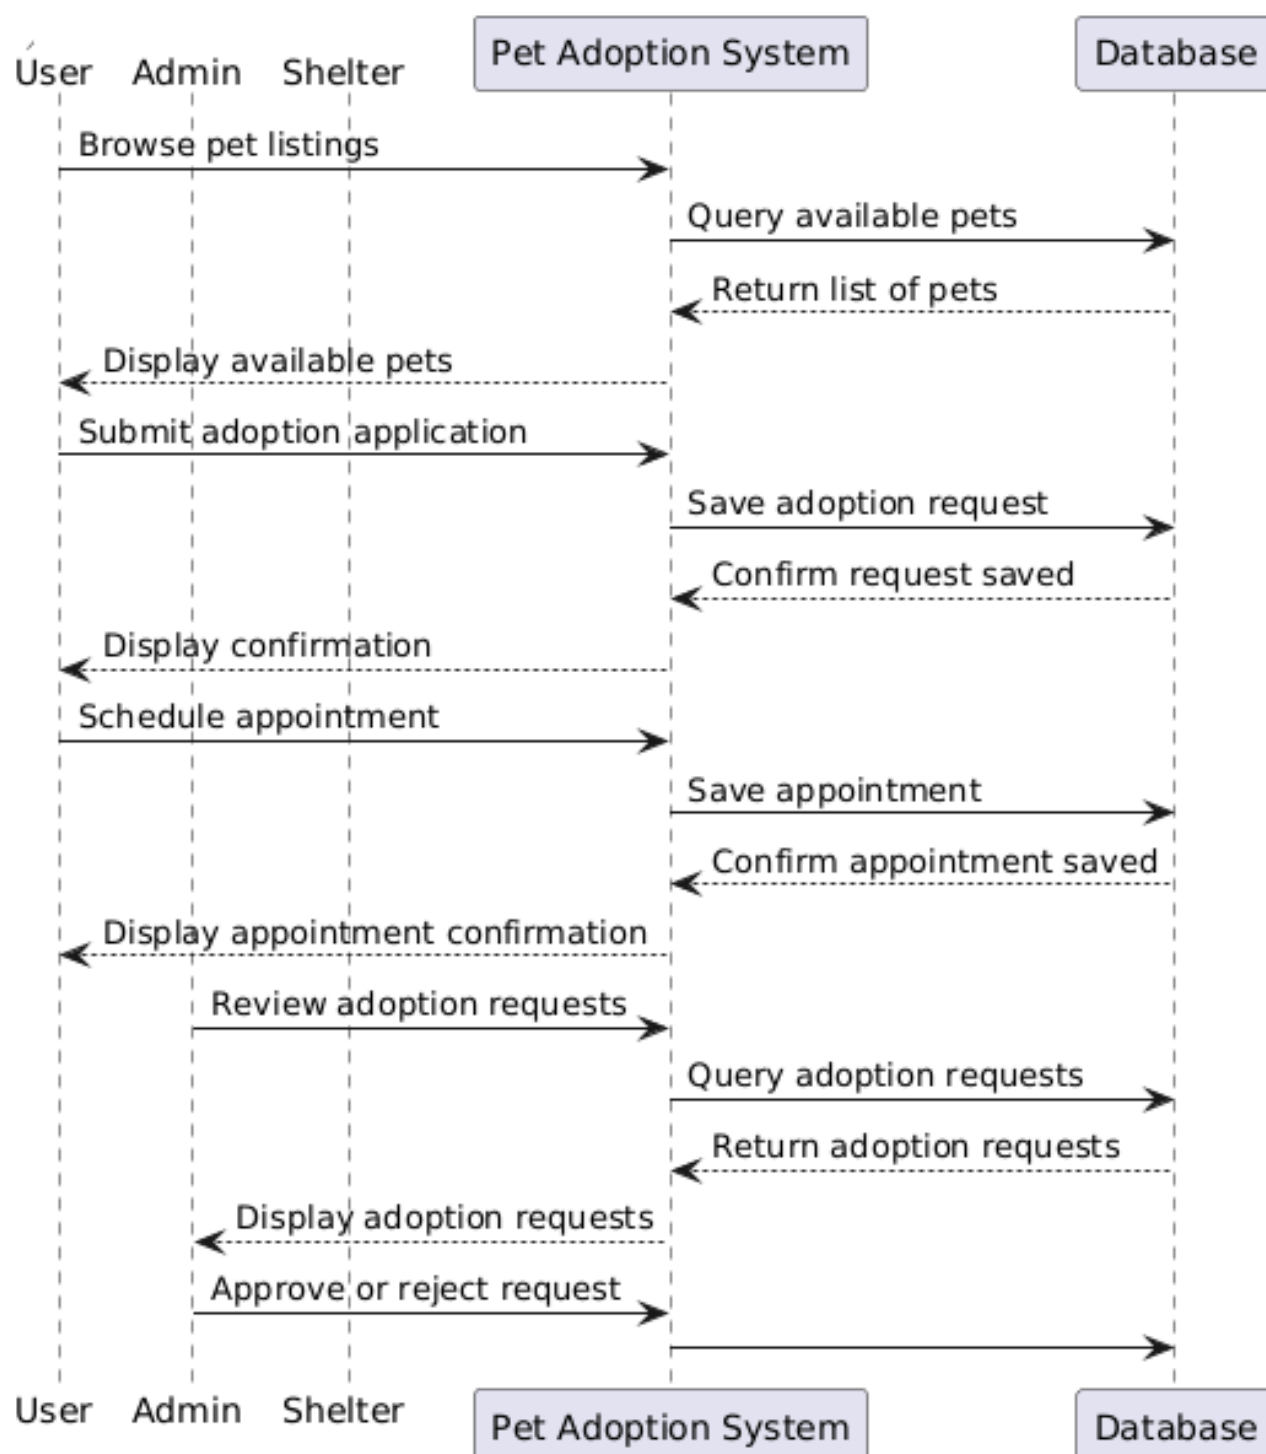 User Admin Shelter Pet Adoption System Database
Browse pet listings
Query available pets
Return list of pets
Display available pets
Submit adoption application
Save adoption request
Confirm request saved
Display confirmation
Schedule appointment
Save appointment
Confirm appointment saved
Display appointment confirmation
Review adoption requests
Query adoption requests
Return adoption requests
Display adoption requests
Approve or reject request
User Admin Shelter Pet Adoption System Database